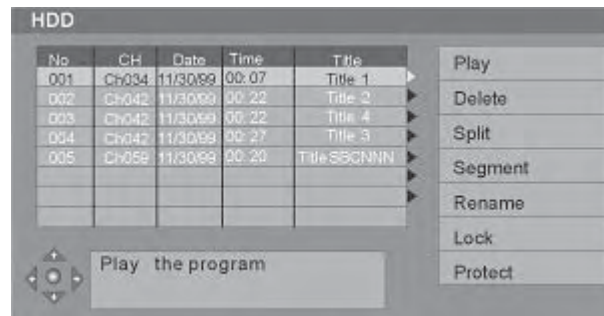 HDD
No CH Date Time Title
001 Ch034 11/30/99 00:07 Title 1
002 Ch042 11/30/99 00:22 Title 2
003 Ch042 11/30/99 00:22 Title 4
004 Ch042 11/30/99 00:27 Title 3
005 Ch059 11/30/99 00:20
Play
Delete
Split
Segment
Rename
Lock
Protect
Play the program